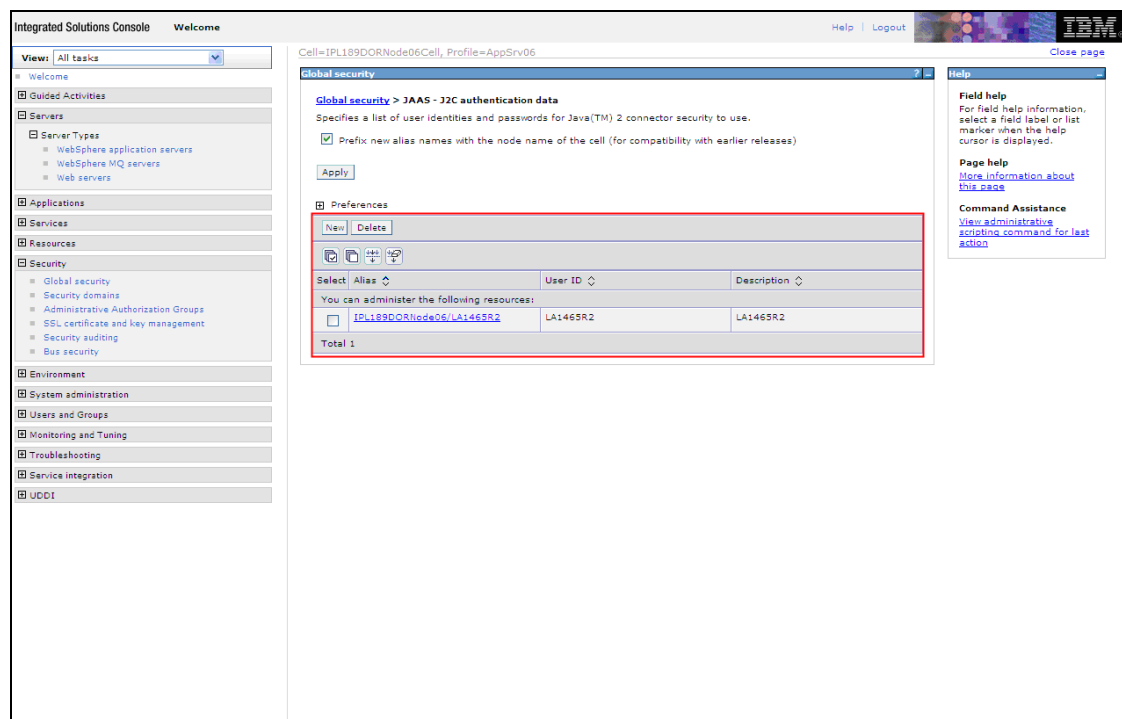 Integrated Solutions Console Welcome
Help | Logout
IBM.
View: All tasks
Welcome
Guided Activities
Servers
Server Types
WebSphere application servers
WebSphere MQ servers
Web servers
Applications
Services
Resources
Security
Global security
Security domains
Administrative Authorization Groups
SSL certificate and key management
Security auditing
Bus security
Environment
System administration
Users and Groups
Monitoring and Tuning
Troubleshooting
Service integration
UDDI
Cell=IPL189DORNode06Cell, Profile=AppSrv06
Close page
Global security
? -
Global security > JAAS - J2C authentication data
Specifies a list of user identities and passwords for Java(TM) 2 connector security to use.
Prefix new alias names with the node name of the cell (for compatibility with earlier releases)
Apply
Preferences
New Delete
Select Alias User ID Description
You can administer the following resources:
IPL189DORNode06/LA1465R2 LA1465R2 LA1465R2
Total 1
Help
Field help
For field help information,
select a field label or list
marker when the help
cursor is displayed.
Page help
More information about
this page
Command Assistance
View administrative
scripting command for last
action